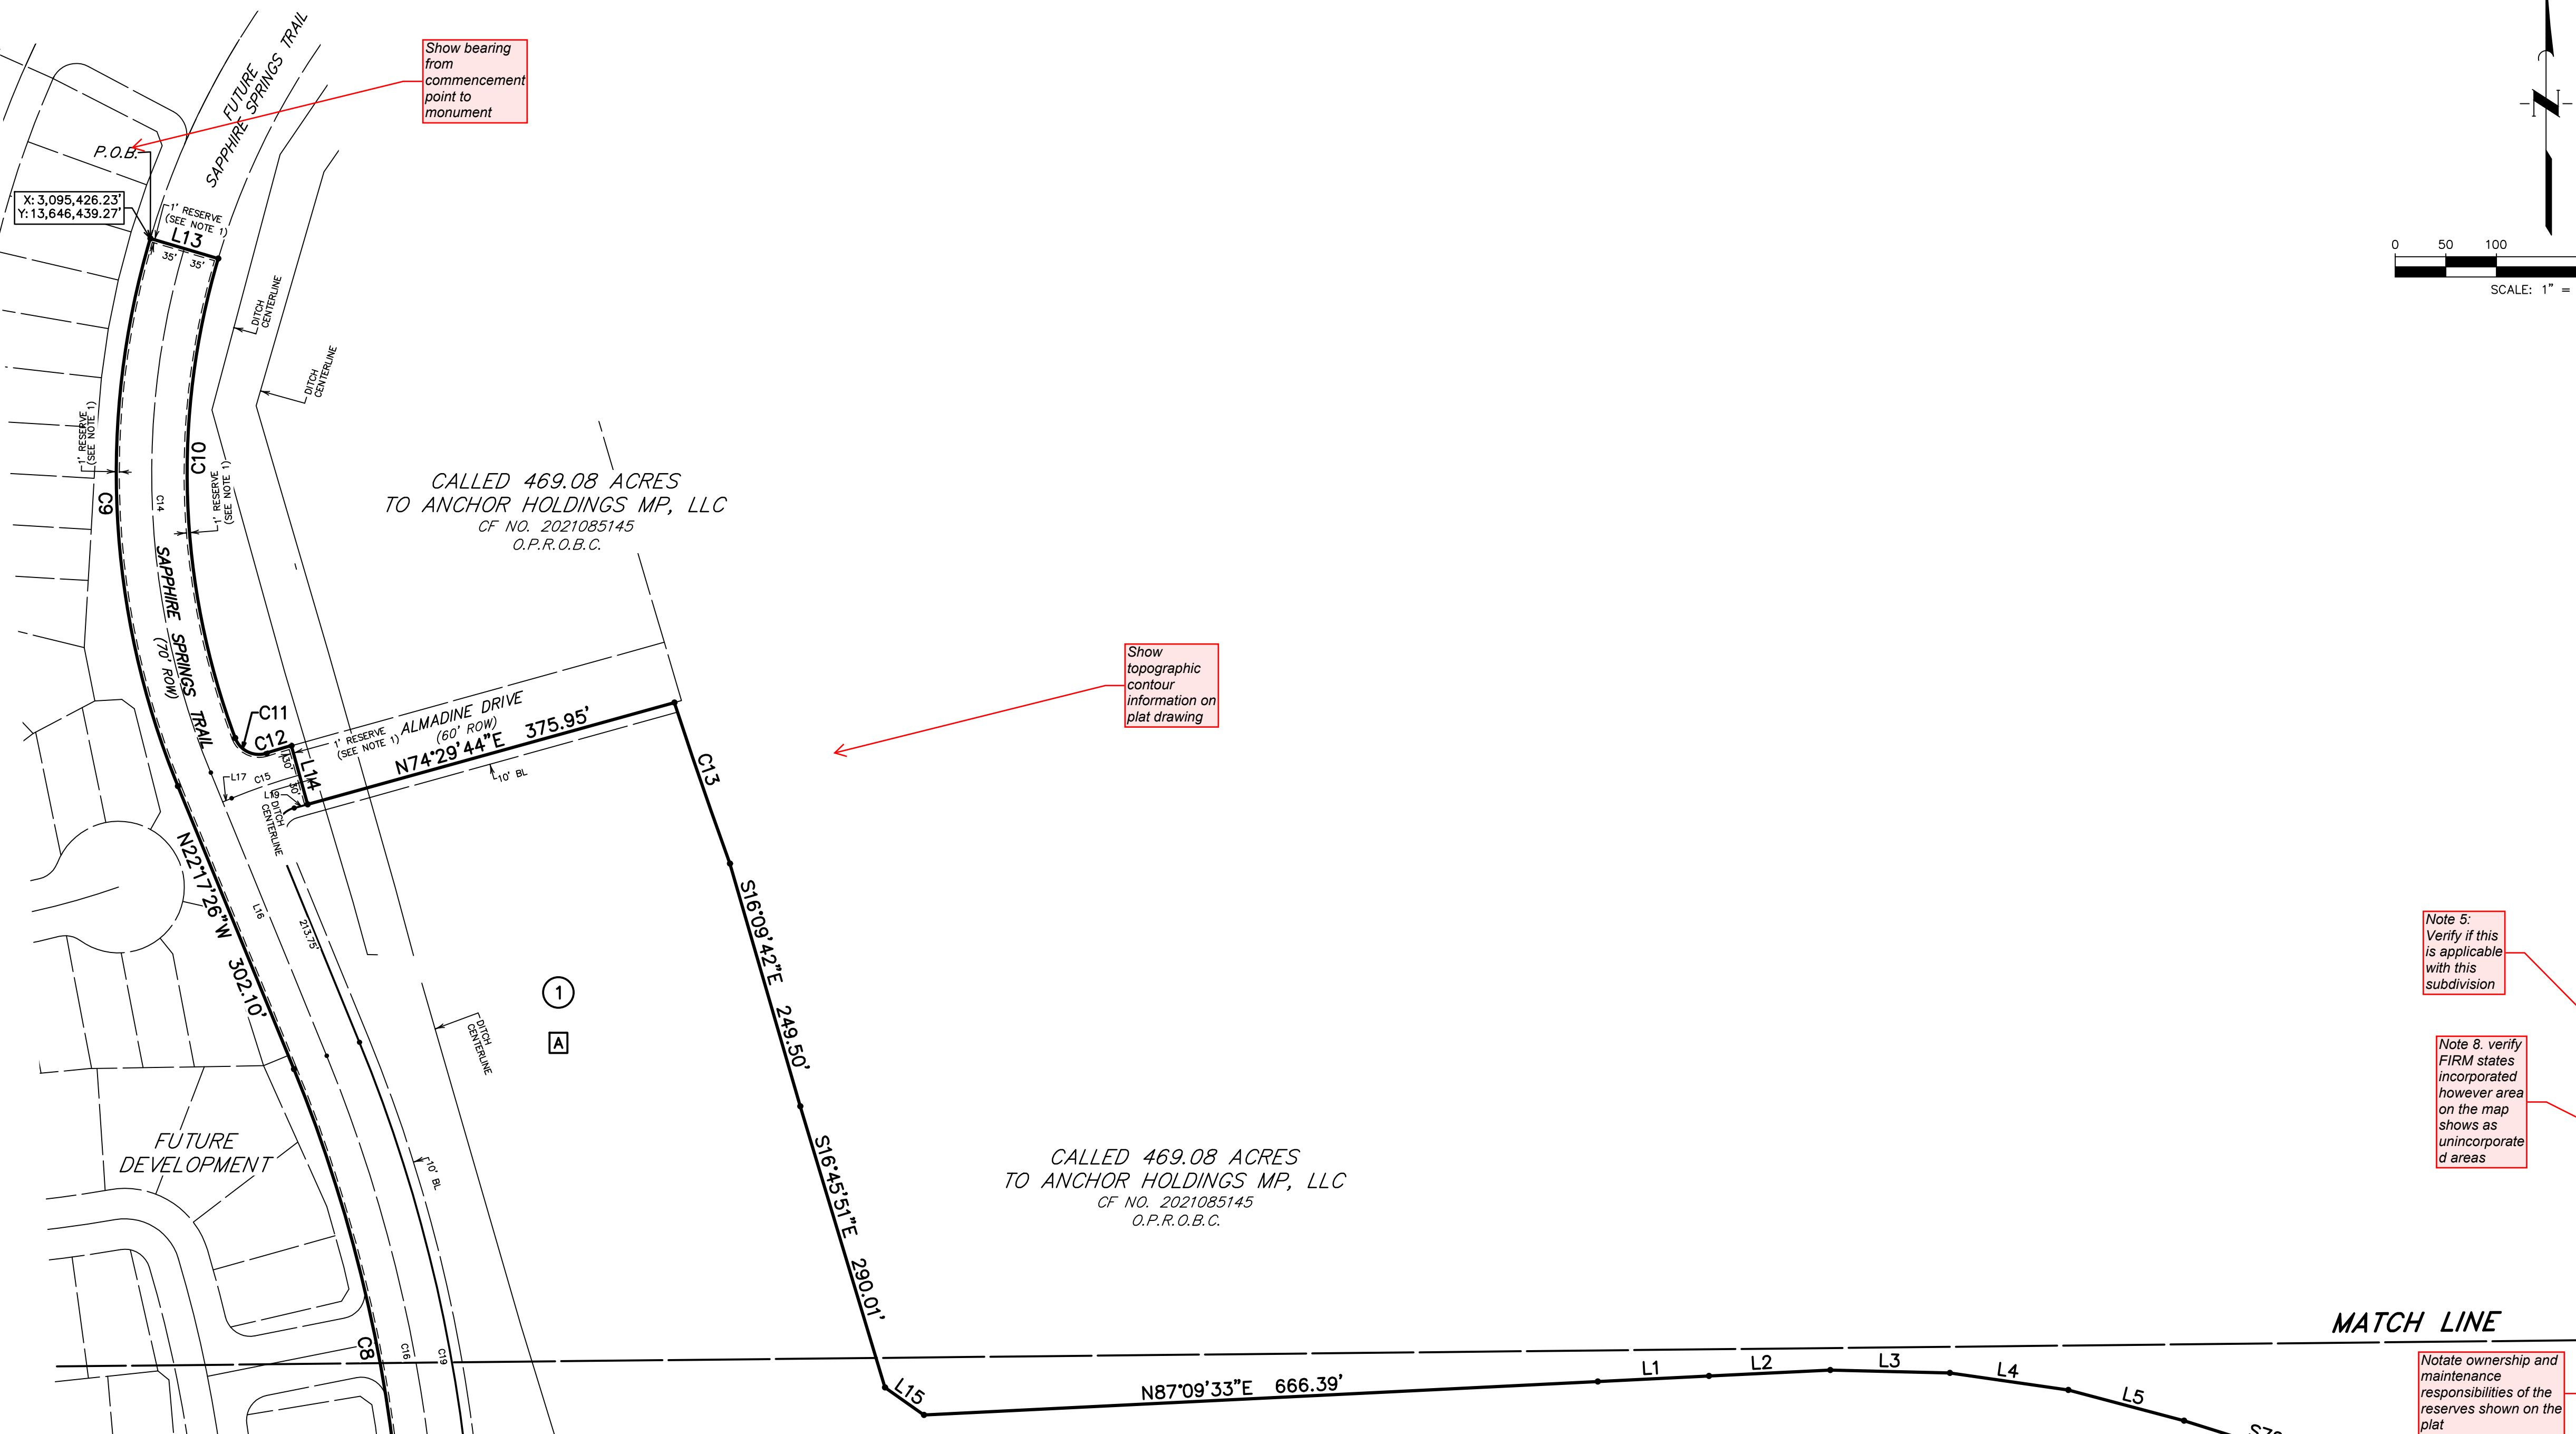 FUTURE
SAPPHIRE SPRINGS TRAIL
Show bearing
from
commencement
point to
monument
P.O.B.
X: 3,095,426.23'
Y: 13,646,439.27'
1' RESERVE
(SEE NOTE 1)
L13
35'
35'
DITCH
CENTERLINE
DITCH
CENTERLINE
N
0 50 100
SCALE: 1" =
1' RESERVE
(SEE NOTE 1)
C9
C14
C10
1' RESERVE
(SEE NOTE 1)
CALLED 469.08 ACRES
TO ANCHOR HOLDINGS MP, LLC
CF NO. 2021085145
O.P.R.O.B.C.
SAPPHIRE SPRINGS TRAIL
(70' ROW)
Show
topographic
contour
information on
plat drawing
C11
C12
1' RESERVE
(SEE NOTE 1)
ALMADINE DRIVE
(60' ROW)
N74°29'44"E 375.95'
10' BL
30'
30'
L14
L17
C15
L19
DITCH
CENTERLINE
C13
N22°17'26"W 302.10'
L16
213.75'
S16°09'42"E 249.50'
1
A
DITCH
CENTERLINE
Note 5:
Verify if this
is applicable
with this
subdivision
Note 8. verify
FIRM states
incorporated
however area
on the map
shows as
unincorporate
d areas
FUTURE
DEVELOPMENT
10' BL
S16°45'51"E 290.01'
CALLED 469.08 ACRES
TO ANCHOR HOLDINGS MP, LLC
CF NO. 2021085145
O.P.R.O.B.C.
C8
C16
C19
MATCH LINE
L15
N87°09'33"E 666.39'
L1
L2
L3
L4
L5
Notate ownership and
maintenance
responsibilities of the
reserves shown on the
plat